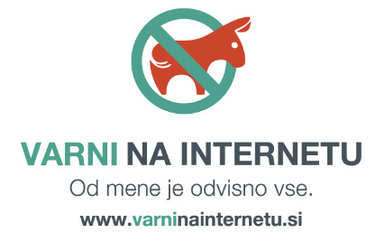 VARNI NA INTERNETU
Od mene je odvisno vse.
www.varninainternetu.si